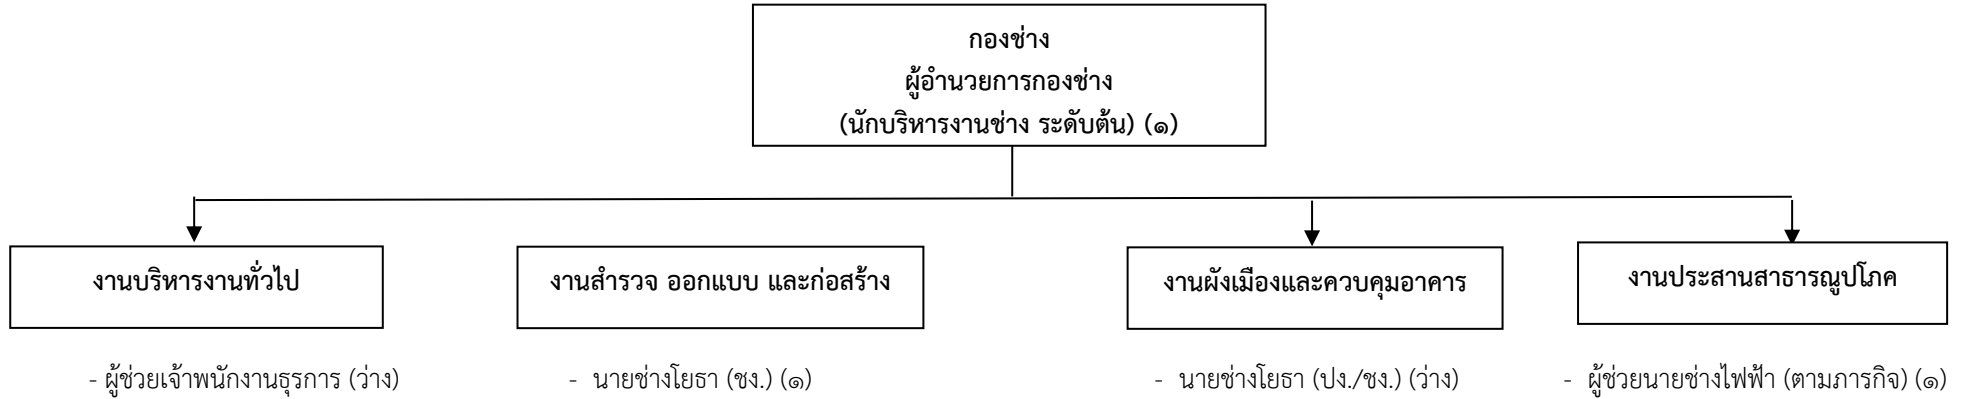 กองช่าง
ผู้อำนวยการกองช่าง
(นักบริหารงานช่าง ระดับต้น) (๑)
งานบริหารงานทั่วไป
งานสำรวจ ออกแบบ และก่อสร้าง
งานผังเมืองและควบคุมอาคาร
งานประสานสาธารณูปโภค
- ผู้ช่วยเจ้าพนักงานธุรการ (ว่าง)
- นายช่างโยธา (ชง.) (๑)
- นายช่างโยธา (ปง./ชง.) (ว่าง)
- ผู้ช่วยนายช่างไฟฟ้า (ตามภารกิจ) (๑)